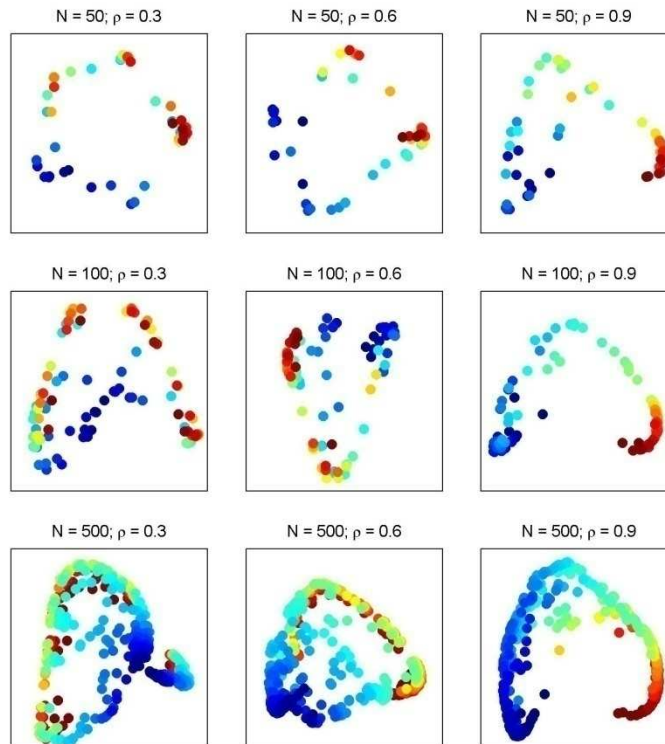 N = 50; ρ = 0.3
N = 50; ρ = 0.6
N = 50; ρ = 0.9
N = 100; ρ = 0.3
N = 100; ρ = 0.6
N = 100; ρ = 0.9
N = 500; ρ = 0.3
N = 500; ρ = 0.6
N = 500; ρ = 0.9